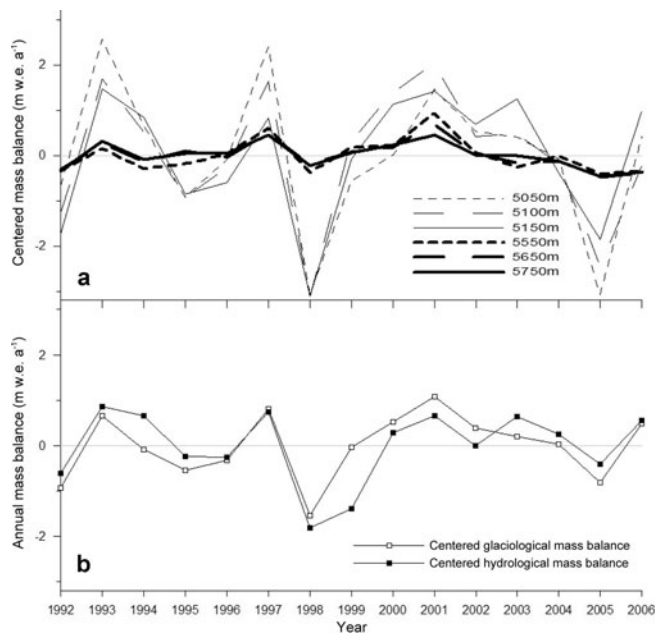 Centered mass balance (m w.e. a⁻¹)
2
0
-2
5050m
5100m
5150m
5550m
5650m
5750m
a
Annual mass balance (m w.e. a⁻¹)
2
0
-2
Centered glaciological mass balance
Centered hydrological mass balance
b
1992 1993 1994 1995 1996 1997 1998 1999 2000 2001 2002 2003 2004 2005 2006
Year